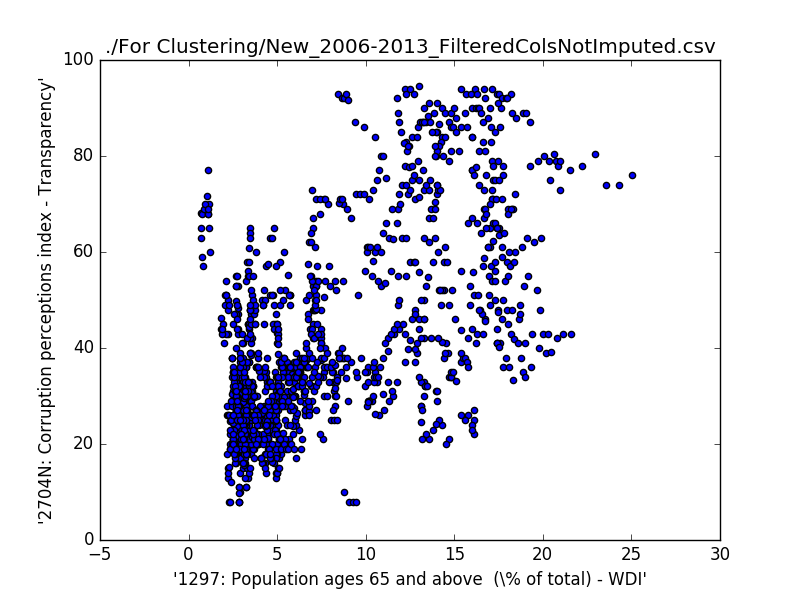 ./For Clustering/New_2006-2013_FilteredColsNotImputed.csv
100
80
60
40
20
0
'2704N: Corruption perceptions index - Transparency'
−5 0 5 10 15 20 25 30
'1297: Population ages 65 and above  (\% of total) - WDI'